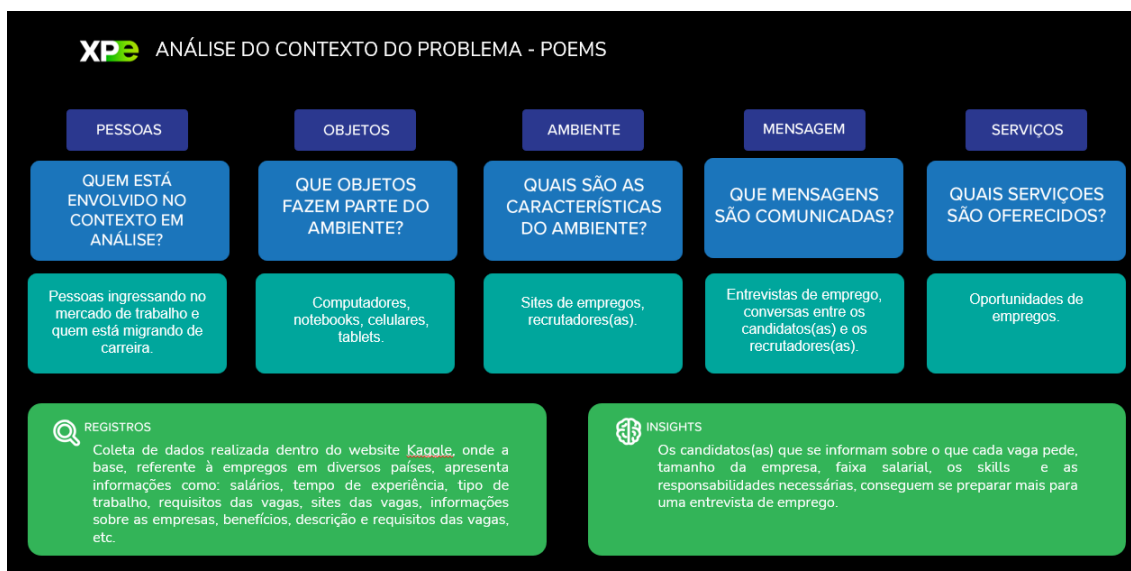 XPe ANÁLISE DO CONTEXTO DO PROBLEMA - POEMS
PESSOAS
OBJETOS
AMBIENTE
MENSAGEM
SERVIÇOS
QUEM ESTÁ
ENVOLVIDO NO
CONTEXTO EM
ANÁLISE?
QUE OBJETOS
FAZEM PARTE DO
AMBIENTE?
QUAIS SÃO AS
CARACTERÍSTICAS
DO AMBIENTE?
QUE MENSAGENS
SÃO COMUNICADAS?
QUAIS SERVIÇOES
SÃO OFERECIDOS?
Pessoas ingressando no
mercado de trabalho e
quem está migrando de
carreira.
Computadores,
notebooks, celulares,
tablets.
Sites de empregos,
recrutadores(as).
Entrevistas de emprego,
conversas entre os
candidatos(as) e os
recrutadores(as).
Oportunidades de
empregos.
REGISTROS
Coleta de dados realizada dentro do website Kaggle, onde a
base, referente à empregos em diversos países, apresenta
informações como: salários, tempo de experiência, tipo de
trabalho, requisitos das vagas, sites das vagas, informações
sobre as empresas, benefícios, descrição e requisitos das vagas,
etc.
INSIGHTS
Os candidatos(as) que se informam sobre o que cada vaga pede,
tamanho da empresa, faixa salarial, os skills e as
responsabilidades necessárias, conseguem se preparar mais para
uma entrevista de emprego.